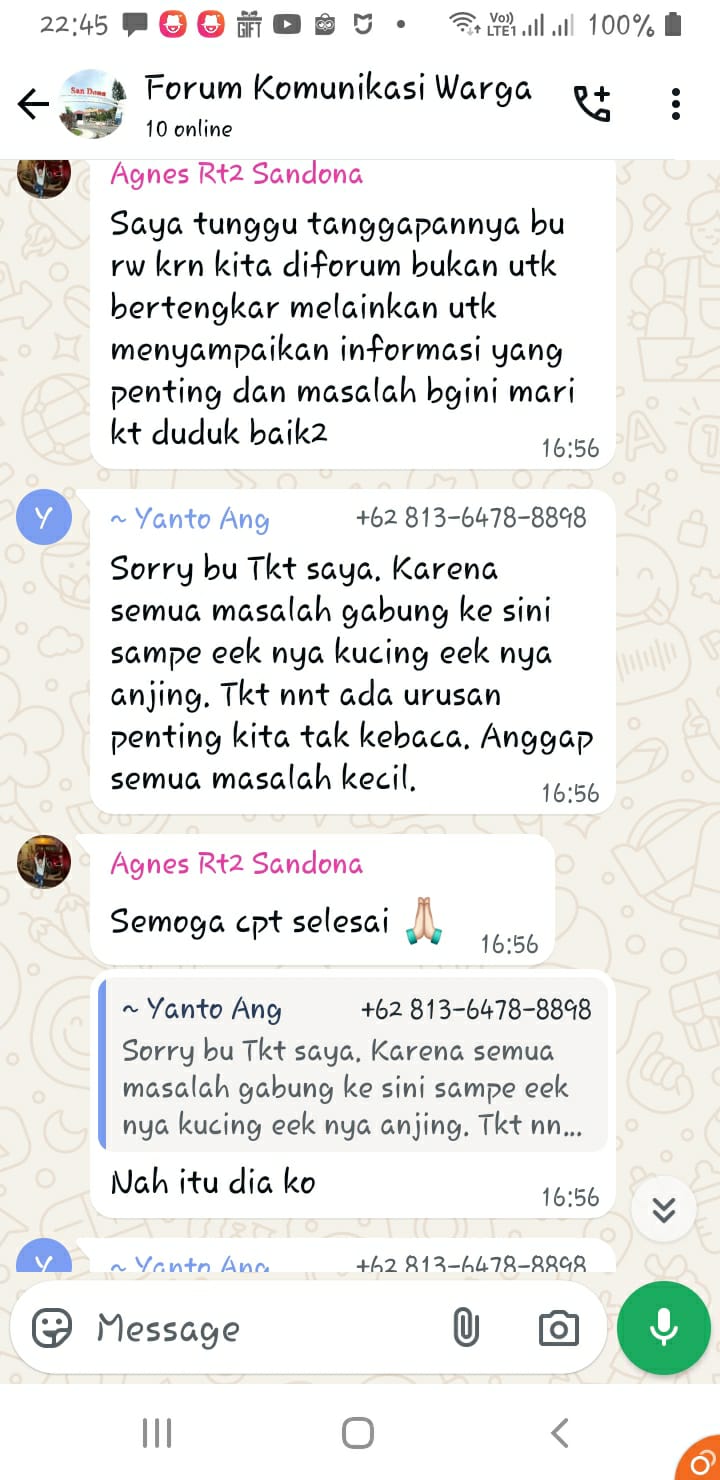 22:45
GIFT
Vo))
LTE1
100%
San Dona
Forum Komunikasi Warga
10 online
Agnes Rt2 Sandona
Saya tunggu tanggapannya bu
rw krn kita diforum bukan utk
bertengkar melainkan utk
menyampaikan informasi yang
penting dan masalah bgini mari
kt duduk baik2
16:56
Y
~ Yanto Ang +62 813-6478-8898
Sorry bu Tkt saya. Karena
semua masalah gabung ke sini
sampe eek nya kucing eek nya
anjing. Tkt nnt ada urusan
penting kita tak kebaca. Anggap
semua masalah kecil.
16:56
Agnes Rt2 Sandona
Semoga cpt selesai 🙏🏻
16:56
~ Yanto Ang +62 813-6478-8898
Sorry bu Tkt saya. Karena semua
masalah gabung ke sini sampe eek
nya kucing eek nya anjing. Tkt nn...
Nah itu dia ko
16:56
Y
~ Yanto Ang +62 813-6478-8898
Message